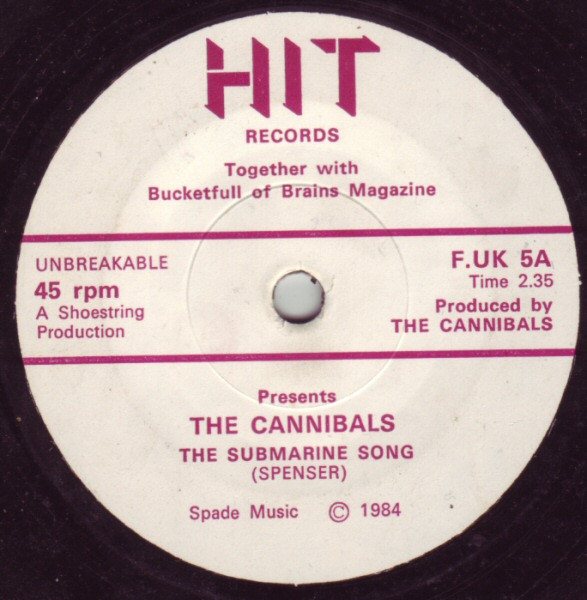 HIT
RECORDS
Together with
Bucketfull of Brains Magazine
UNBREAKABLE
45 rpm
A Shoestring
Production
F.UK 5A
Time 2.35
Produced by
THE CANNIBALS
Presents
THE CANNIBALS
THE SUBMARINE SONG
(SPENSER)
Spade Music © 1984